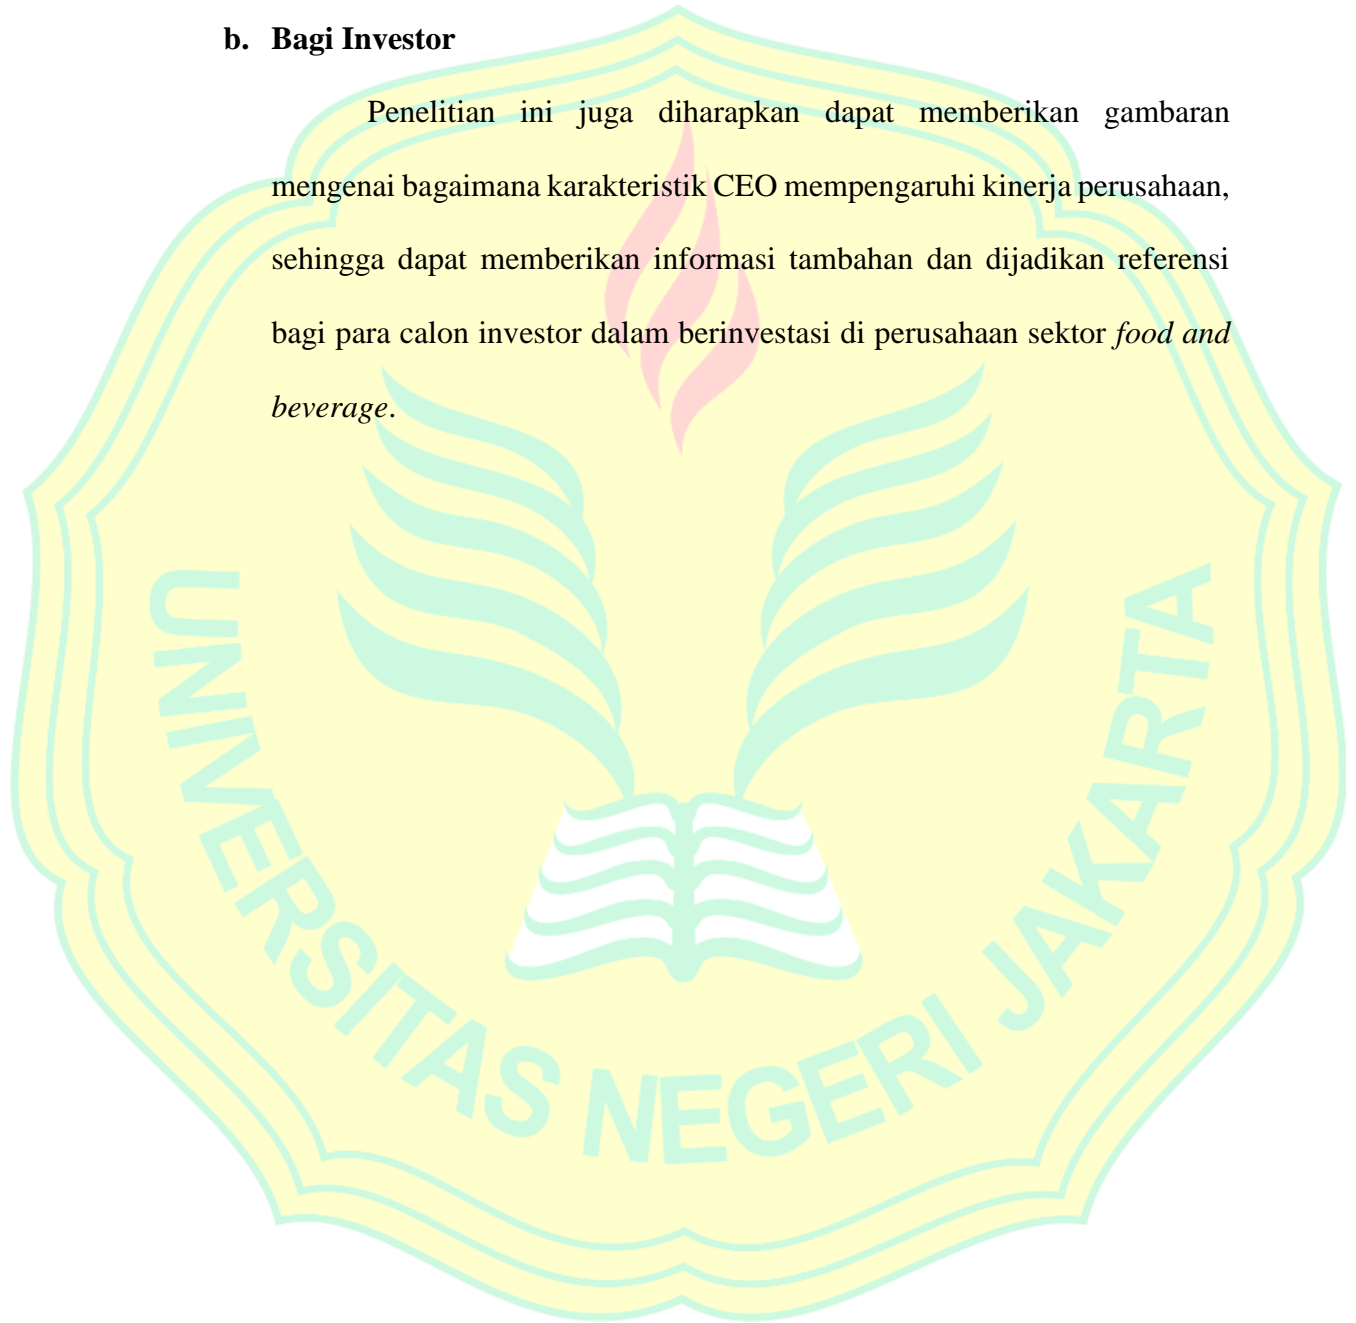 b. Bagi Investor
Penelitian ini juga diharapkan dapat memberikan gambaran
mengenai bagaimana karakteristik CEO mempengaruhi kinerja perusahaan,
sehingga dapat memberikan informasi tambahan dan dijadikan referensi
bagi para calon investor dalam berinvestasi di perusahaan sektor food and
beverage.
UNIVERSITAS NEGERI JAKARTA